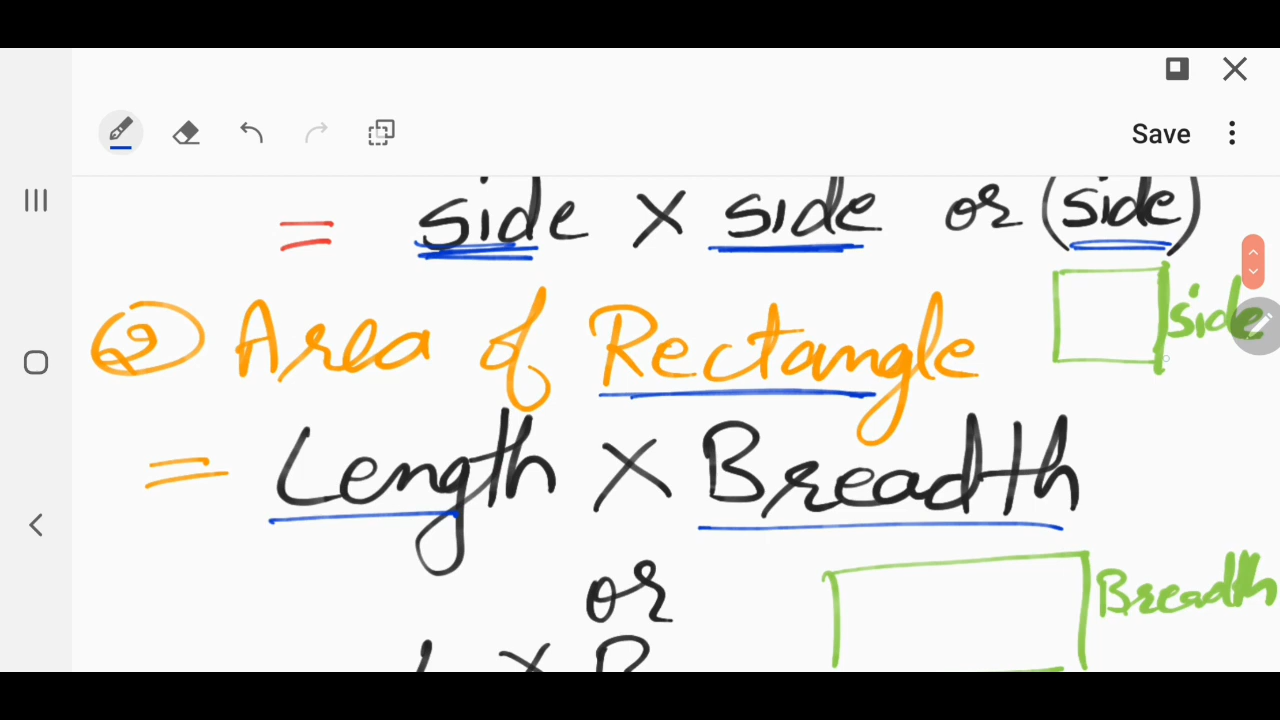 Save
= side × side or (side)
side
② Area of Rectangle
= Length × Breadth
or
Breadth
L × B